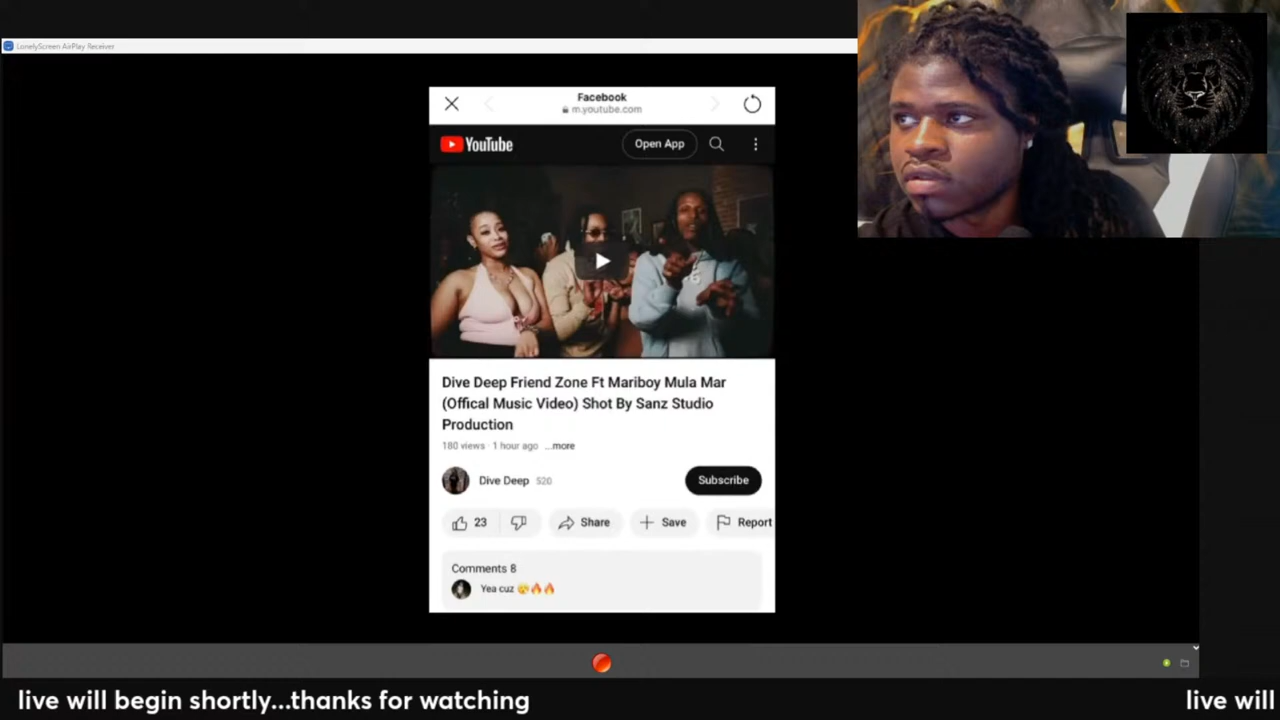 LonelyScreen AirPlay Receiver
Facebook
m.youtube.com
YouTube
Open App
Dive Deep Friend Zone Ft Mariboy Mula Mar
(Offical Music Video) Shot By Sanz Studio
Production
180 views · 1 hour ago ...more
Dive Deep 520
Subscribe
23
Share
Save
Report
Comments 8
Yea cuz 🥴🔥🔥
live will begin shortly...thanks for watching
live will